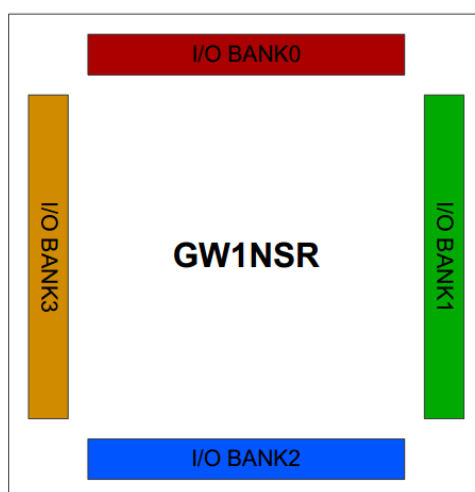 I/O BANK0
I/O BANK3
GW1NSR
I/O BANK1
I/O BANK2